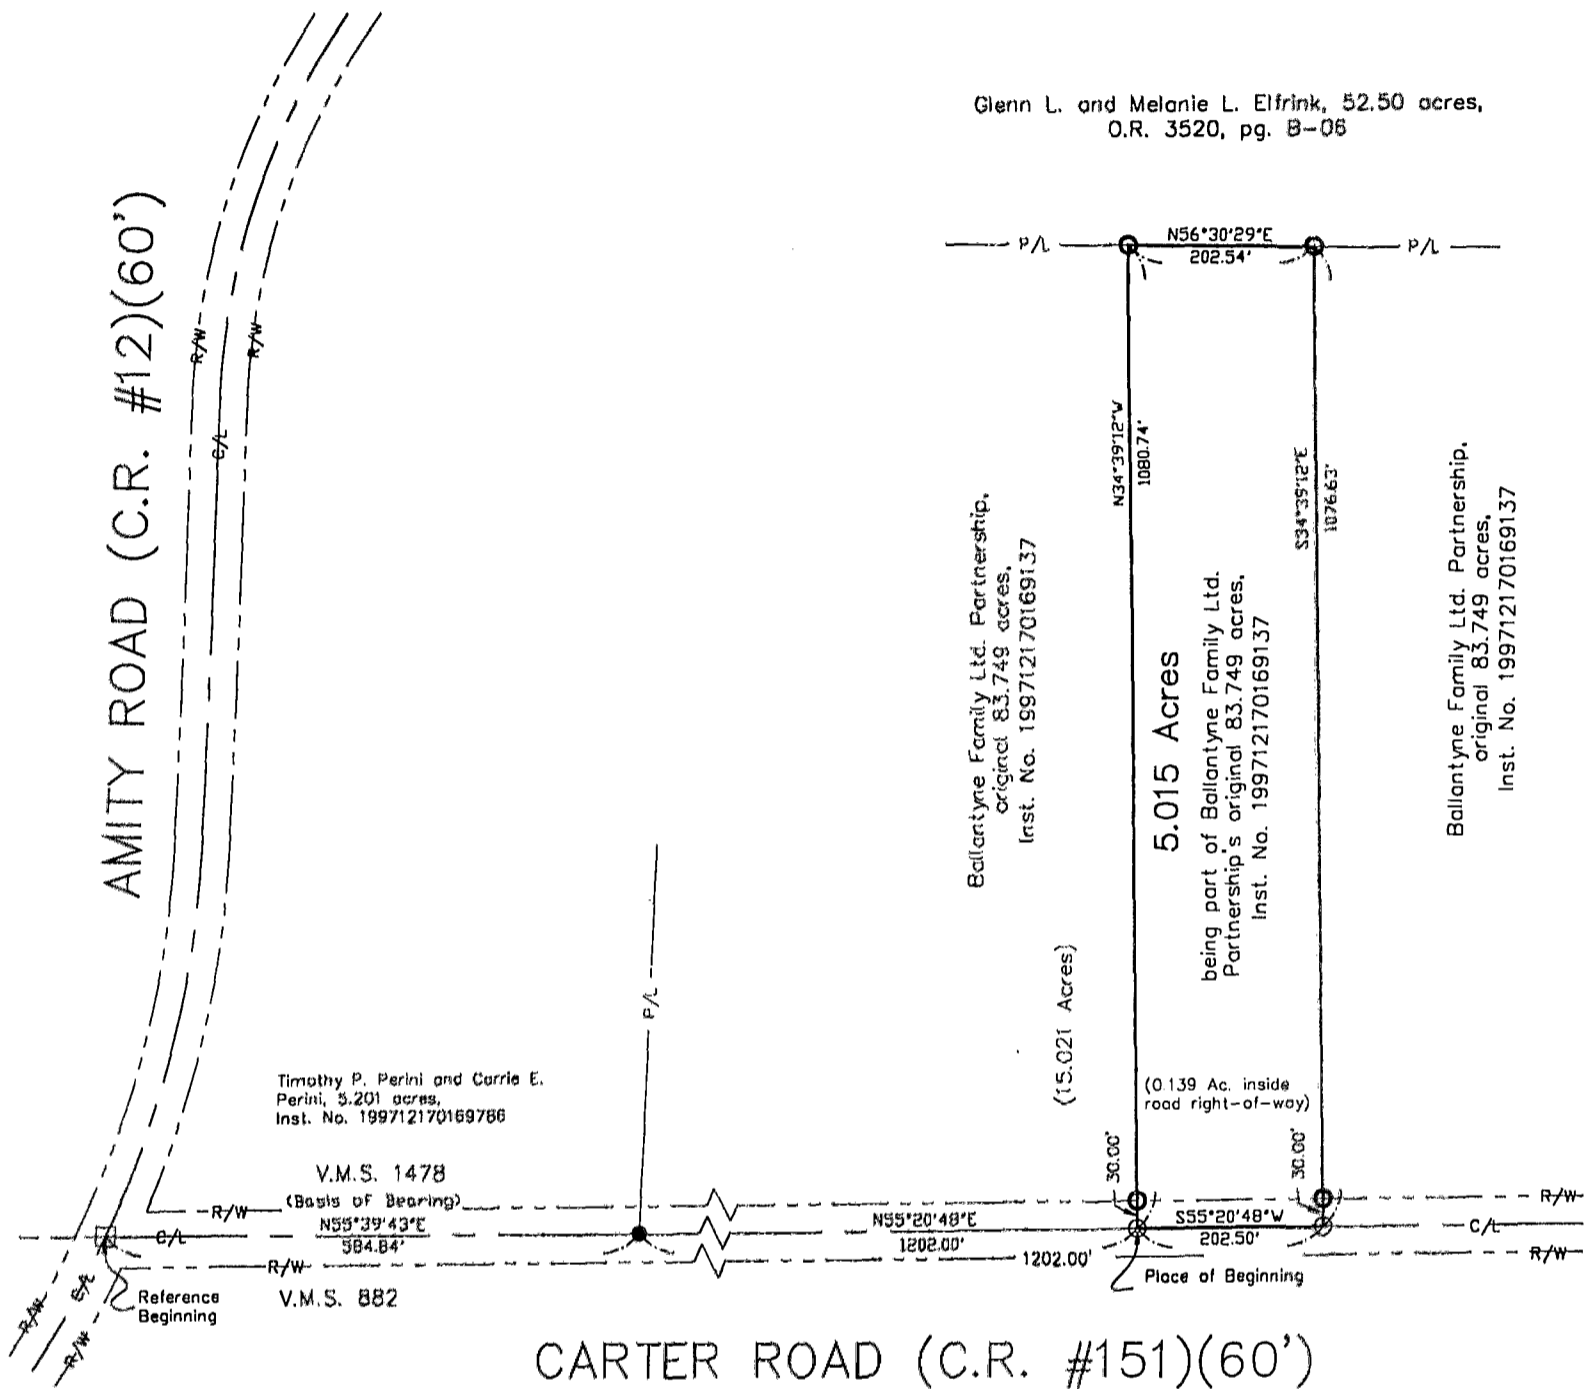 Glenn L. and Melanie L. Elfrink, 52.50 acres,
O.R. 3520, pg. B-06
AMITY ROAD (C.R. #12)(60')
R/W
C/L
R/W
P/L
N56°30'29"E
202.54'
P/L
N34°39'12"W
1080.74'
S34°39'12"E
1076.63'
Ballantyne Family Ltd. Partnership,
original 83.749 acres,
Inst. No. 199712170169137
(15.021 Acres)
5.015 Acres
being part of Ballantyne Family Ltd.
Partnership's original 83.749 acres,
Inst. No. 199712170169137
Ballantyne Family Ltd. Partnership,
original 83.749 acres,
Inst. No. 199712170169137
P/L
Timothy P. Perini and Carrie E.
Perini, 5.201 acres,
Inst. No. 199712170169786
(0.139 Ac. inside
road right-of-way)
30.00'
30.00'
V.M.S. 1478
(Basis of Bearing)
R/W
R/W
N55°39'43"E
584.84'
C/L
N55°20'48"E
1202.00'
S55°20'48"W
202.50'
C/L
R/W
1202.00'
R/W
Place of Beginning
Reference
Beginning
V.M.S. 882
R/W
C/L
R/W
CARTER ROAD (C.R. #151)(60')